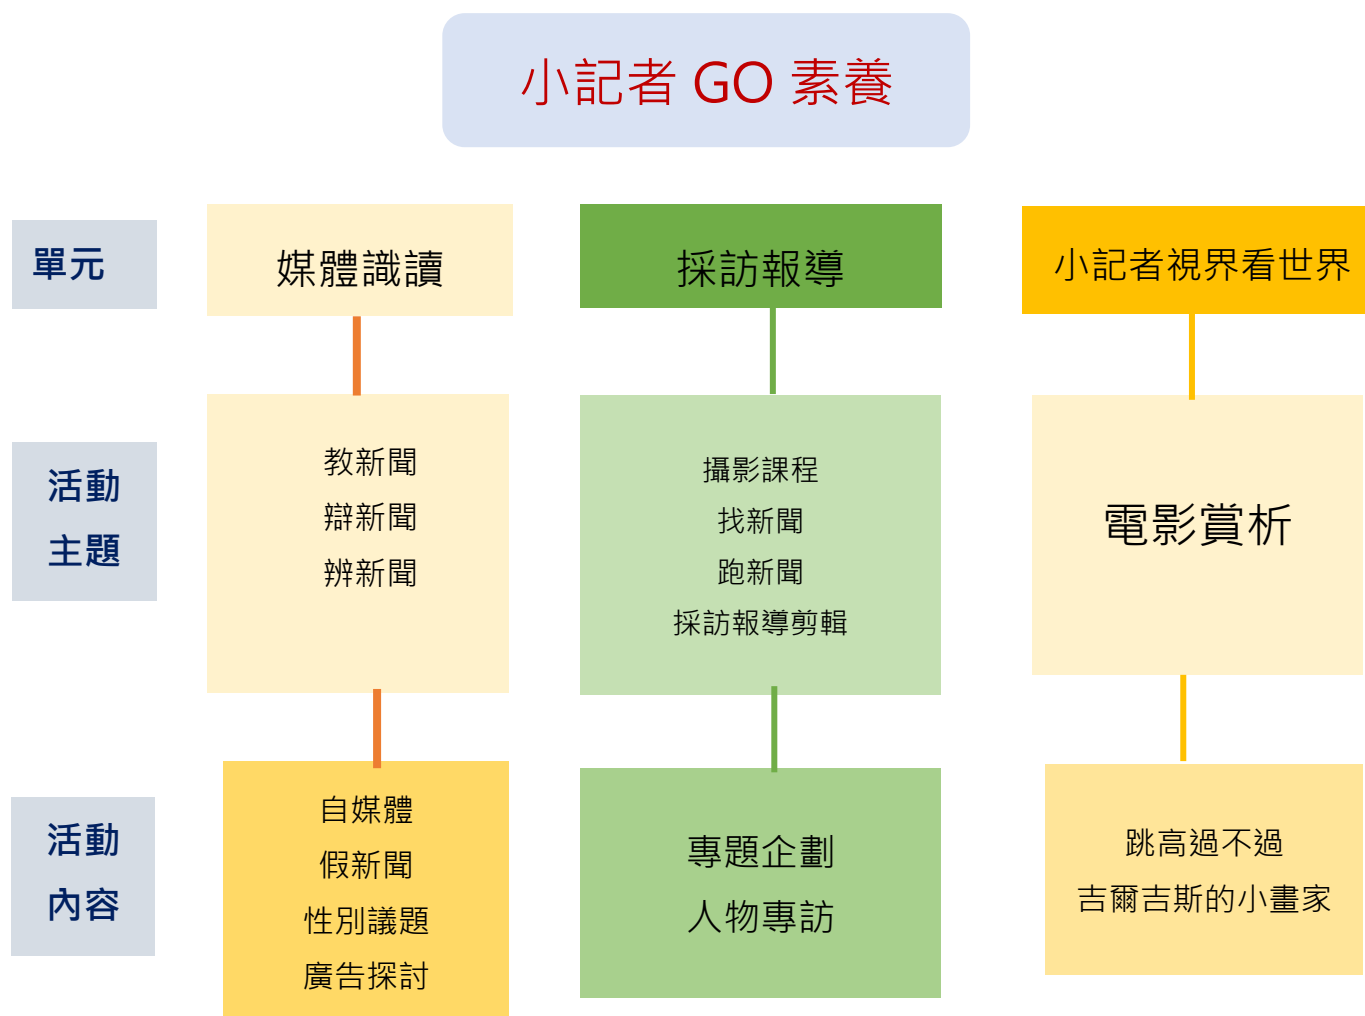 小記者 GO 素養
單元
媒體識讀
採訪報導
小記者視界看世界
活動
主題
教新聞
辯新聞
辨新聞
攝影課程
找新聞
跑新聞
採訪報導剪輯
電影賞析
活動
內容
自媒體
假新聞
性別議題
廣告探討
專題企劃
人物專訪
跳高過不過
吉爾吉斯的小畫家